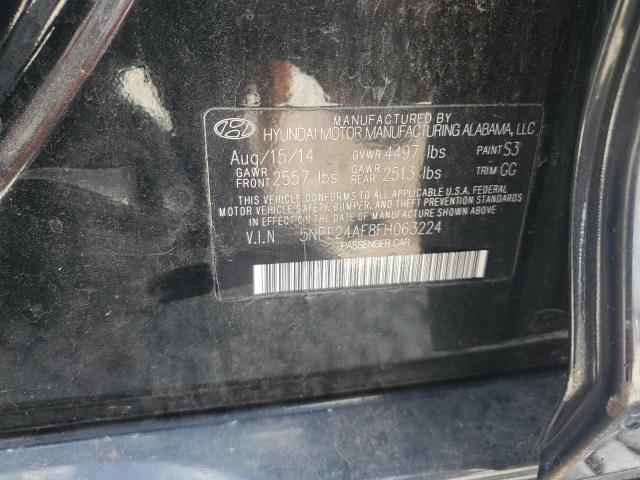 MANUFACTURED BY
HYUNDAI MOTOR MANUFACTURING ALABAMA, LLC
Aug/15/14 GVWR 4497 lbs PAINT S3
GAWR FRONT 2557 lbs GAWR REAR 2513 lbs TRIM GG
THIS VEHICLE CONFORMS TO ALL APPLICABLE U.S.A. FEDERAL
MOTOR VEHICLE SAFETY, BUMPER, AND THEFT PREVENTION STANDARDS
IN EFFECT ON THE DATE OF MANUFACTURE SHOWN ABOVE.
V.I.N 5NPE24AF8FH063224
PASSENGER CAR